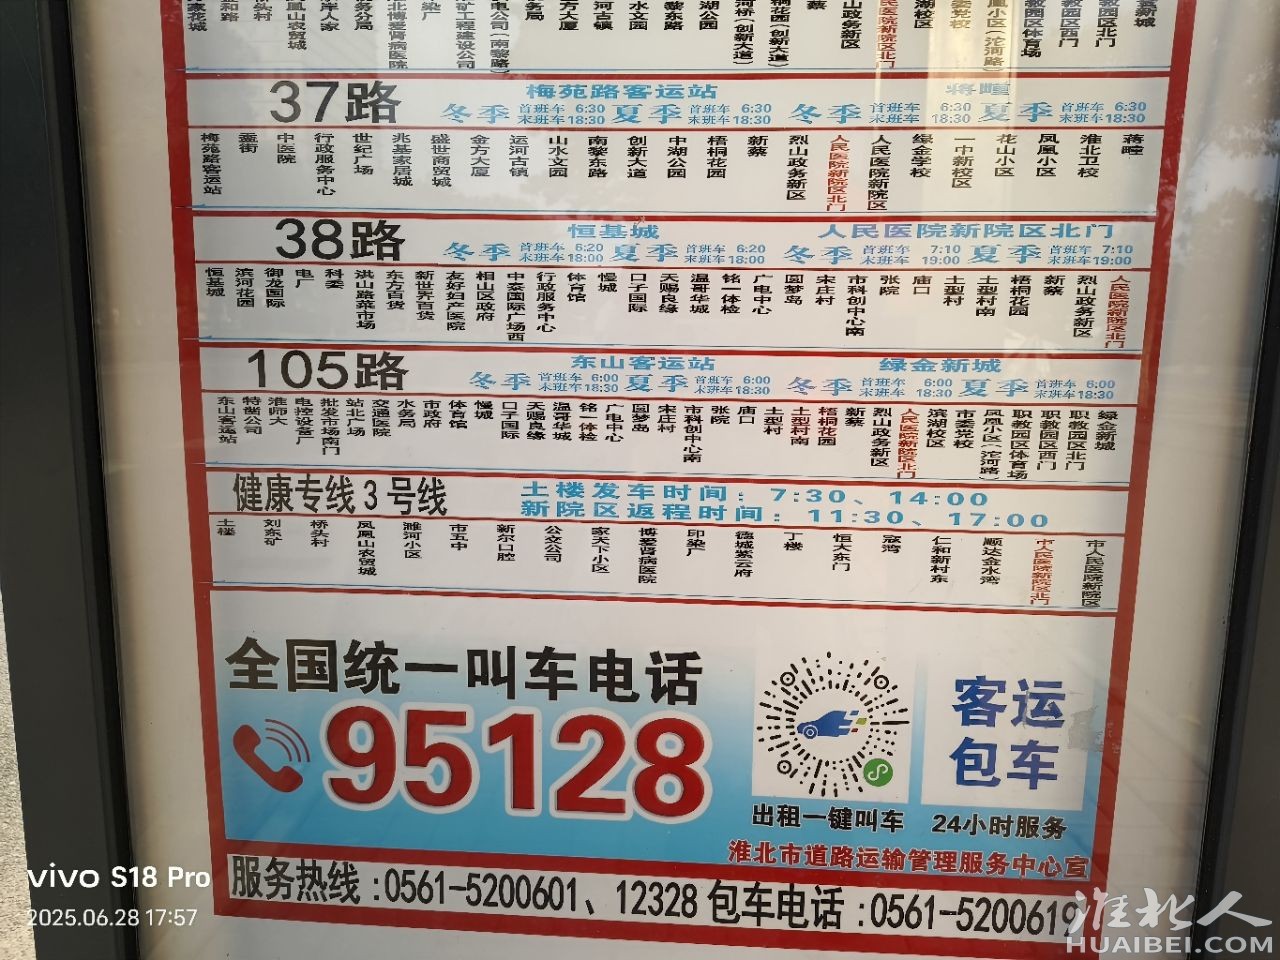 37路
梅苑路客运站
蒋疃
冬季 首班车 6:30 末班车 18:30 夏季 首班车 6:30 末班车 18:30
冬季 首班车 6:30 末班车 18:30 夏季 首班车 6:30 末班车 18:30
梅苑路客运站
中医院
行政服务中心
世纪广场
兆基家居城
盛世商贸城
金方大厦
运河古镇
山水文园
南黎东路
创新大道
中湖公园
梧桐花园
新蔡
烈山政务新区
人民医院新院区北门
人民医院新院区
绿金学校
一中新校区
花山小区
凤凰小区
淮北卫校
蒋疃
38路
恒基城
人民医院新院区北门
冬季 首班车 6:20 末班车 18:00 夏季 首班车 6:20 末班车 18:00
冬季 首班车 7:10 末班车 19:00 夏季 首班车 7:10 末班车 19:00
恒基城
滨河花园
御龙国际
电厂
科委
洪山路菜市场
东方百货
新世界百货
友好妇产医院
相山区政府
中泰国际广场西
行政服务中心
体育馆
慢城
口子国际
天赐良缘
温哥华城
铭一体检
广电中心
圆梦岛
宋庄村
市科创中心南
张院
庙口
土型村
土型村南
梧桐花园
新蔡
烈山政务新区
人民医院新院区北门
105路
东山客运站
绿金新城
冬季 首班车 6:00 末班车 18:30 夏季 首班车 6:00 末班车 18:30
冬季 首班车 6:00 末班车 18:30 夏季 首班车 6:00 末班车 18:30
东山客运站
特凿公司
淮师大
电控设备厂
批发市场南门
站北广场
交通医院
水务局
市政府
体育馆
慢城
口子国际
天赐良缘
温哥华城
铭一体检
广电中心
圆梦岛
宋庄村
市科创中心南
张院
庙口
土型村
土型村南
梧桐花园
新蔡
烈山政务新区
人民医院新院区北门
滨湖校区
市委党校
凤凰小区(沱河路)
职教园区体育场
职教园区西门
职教园区北门
绿金新城
健康专线3号线
土楼发车时间：7:30、14:00
新院区返程时间：11:30、17:00
土楼
刘东矿
桥头村
凤凰山农贸城
濉河小区
市五中
新尔口腔
公交公司
家天下小区
博爱肾病医院
印染厂
德城紫云府
丁楼
恒大东门
寇湾
仁和新村东
顺达金水湾
市人民医院新院区北门
市人民医院新院区
全国统一叫车电话
95128
出租一键叫车
客运
包车
24小时服务
淮北市道路运输管理服务中心宣
服务热线:0561-5200601、12328 包车电话:0561-5200619
vivo S18 Pro
2025.06.28 17:57
淮北人
HUAIBEI.COM